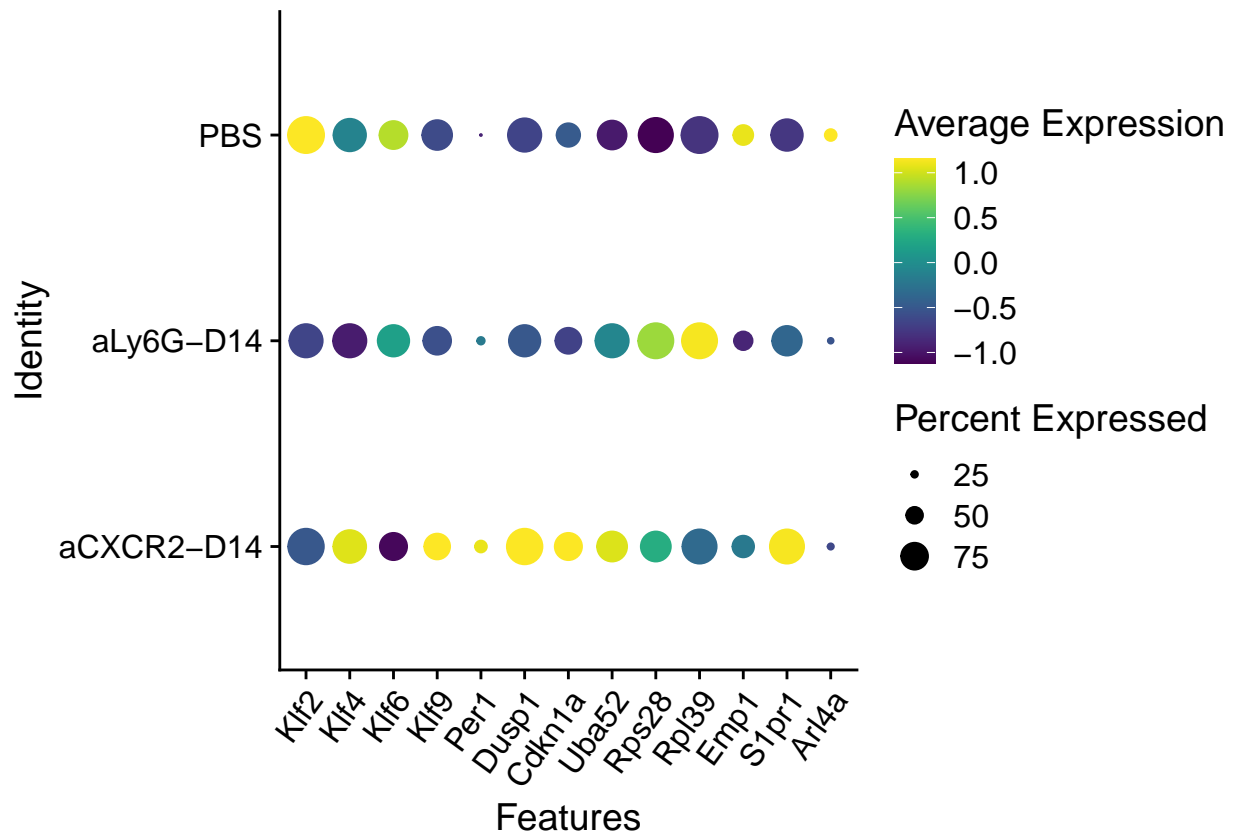 PBS
aLy6G−D14
aCXCR2−D14
Identity
Klf2
Klf4
Klf6
Klf9
Per1
Dusp1
Cdkn1a
Uba52
Rps28
Rpl39
Emp1
S1pr1
Arl4a
Features
Average Expression
1.0
0.5
0.0
−0.5
−1.0
Percent Expressed
25
50
75